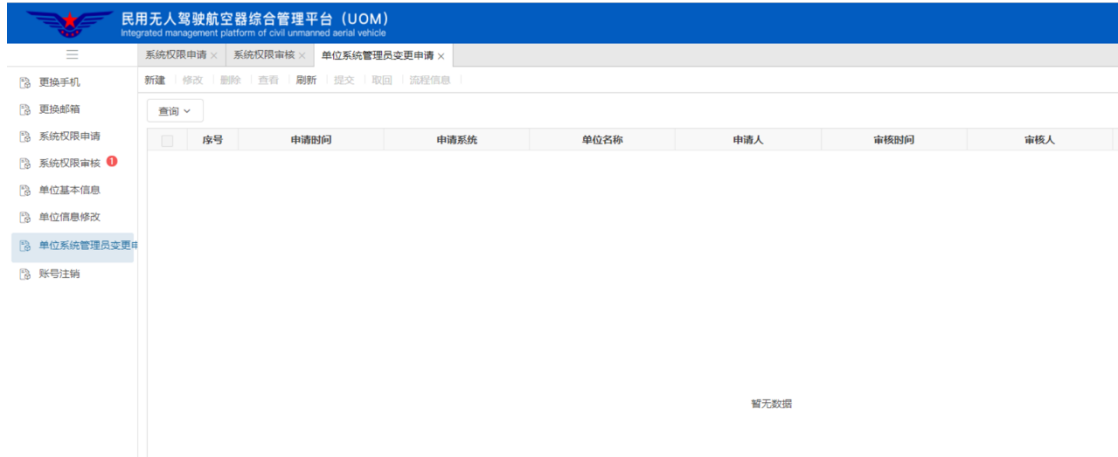 民用无人驾驶航空器综合管理平台（UOM）
Integrated management platform of civil unmanned aerial vehicle
系统权限申请 × 系统权限审核 × 单位系统管理员变更申请 ×
新建 修改 删除 查看 刷新 提交 取回 流程信息
更换手机
更换邮箱
系统权限申请
系统权限审核 1
单位基本信息
单位信息修改
单位系统管理员变更申
账号注销
查询
序号 申请时间 申请系统 单位名称 申请人 审核时间 审核人
暂无数据